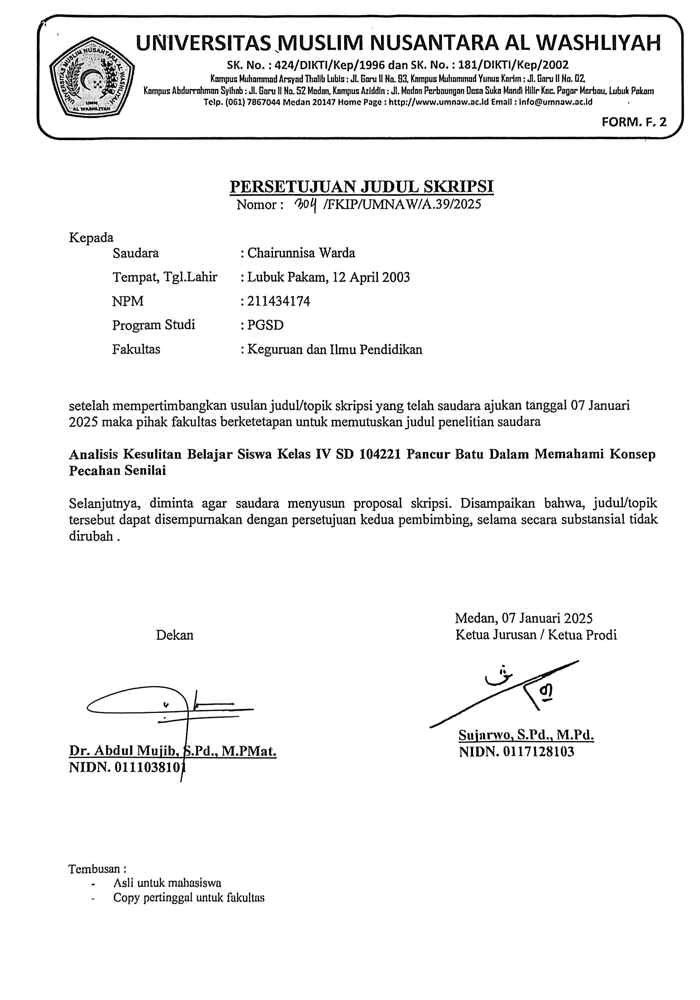 UNIVERSITAS MUSLIM NUSANTARA AL WASHLIYAH
UMN
AL WASHLIYAH
UNIVERSITAS MUSLIM NUSANTARA AL WASHLIYAH
SK. No. : 424/DIKTI/Kep/1996 dan SK. No. : 181/DIKTI/Kep/2002
Kampus Muhammad Arsyad Thalib Lubis : Jl. Garu II No. 93, Kampus Muhammad Yunus Karim : Jl. Garu II No. 02,
Kampus Abdurrahman Syihab : Jl. Garu II No. 52 Medan, Kampus Aziddin : Jl. Medan Perbaungan Desa Suka Mandi Hilir Kec. Pagar Merbau, Lubuk Pakam
Telp. (061) 7867044 Medan 20147 Home Page : http://www.umnaw.ac.id Email : info@umnaw.ac.id
FORM. F. 2
PERSETUJUAN JUDUL SKRIPSI
Nomor : 304 /FKIP/UMNAW/A.39/2025
Kepada
Saudara : Chairunnisa Warda
Tempat, Tgl.Lahir : Lubuk Pakam, 12 April 2003
NPM : 211434174
Program Studi : PGSD
Fakultas : Keguruan dan Ilmu Pendidikan
setelah mempertimbangkan usulan judul/topik skripsi yang telah saudara ajukan tanggal 07 Januari
2025 maka pihak fakultas berketetapan untuk memutuskan judul penelitian saudara
Analisis Kesulitan Belajar Siswa Kelas IV SD 104221 Pancur Batu Dalam Memahami Konsep
Pecahan Senilai
Selanjutnya, diminta agar saudara menyusun proposal skripsi. Disampaikan bahwa, judul/topik
tersebut dapat disempurnakan dengan persetujuan kedua pembimbing, selama secara substansial tidak
dirubah .
Medan, 07 Januari 2025
Dekan
Ketua Jurusan / Ketua Prodi
Dr. Abdul Mujib, S.Pd., M.PMat.
NIDN. 0111038101
Sujarwo, S.Pd., M.Pd.
NIDN. 0117128103
Tembusan :
- Asli untuk mahasiswa
- Copy pertinggal untuk fakultas